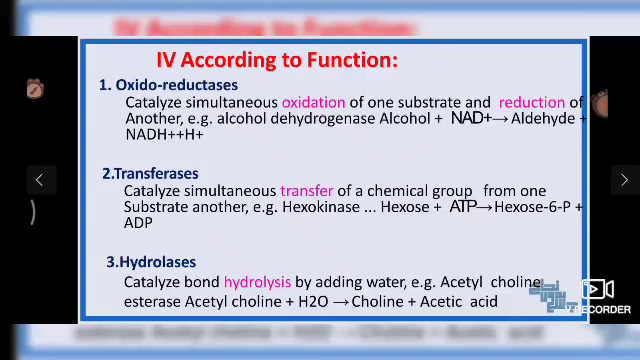 IV According to Function:
1. Oxido-reductases
Catalyze simultaneous oxidation of one substrate and reduction of
Another, e.g. alcohol dehydrogenase Alcohol + NAD+→Aldehyde +
NADH++H+
2.Transferases
Catalyze simultaneous transfer of a chemical group from one
Substrate another, e.g. Hexokinase ... Hexose + ATP→Hexose-6-P +
ADP
3.Hydrolases
Catalyze bond hydrolysis by adding water, e.g. Acetyl choline
esterase Acetyl choline + H2O → Choline + Acetic acid
V RECORDER